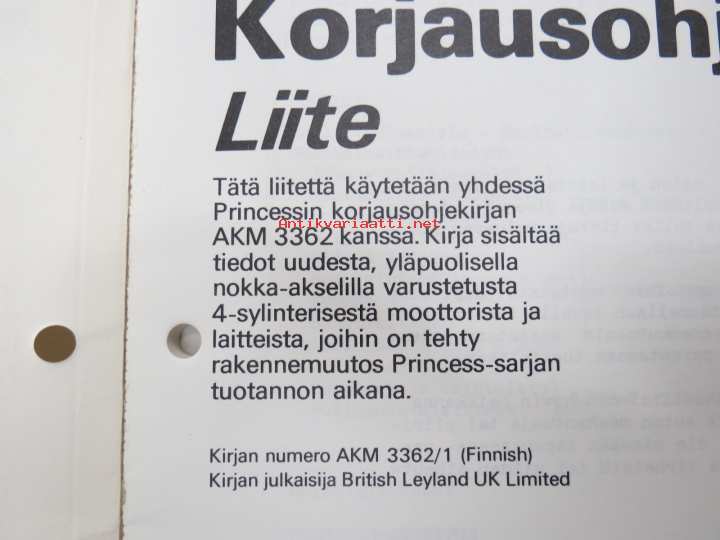 Korjausohj
Liite
Tätä liitettä käytetään yhdessä
Princessin korjausohjekirjan
Antikvariaatti.net
AKM 3362 kanssa. Kirja sisältää
tiedot uudesta, yläpuolisella
nokka-akselilla varustetusta
4-sylinterisestä moottorista ja
laitteista, joihin on tehty
rakennemuutos Princess-sarjan
tuotannon aikana.
Kirjan numero AKM 3362/1 (Finnish)
Kirjan julkaisija British Leyland UK Limited